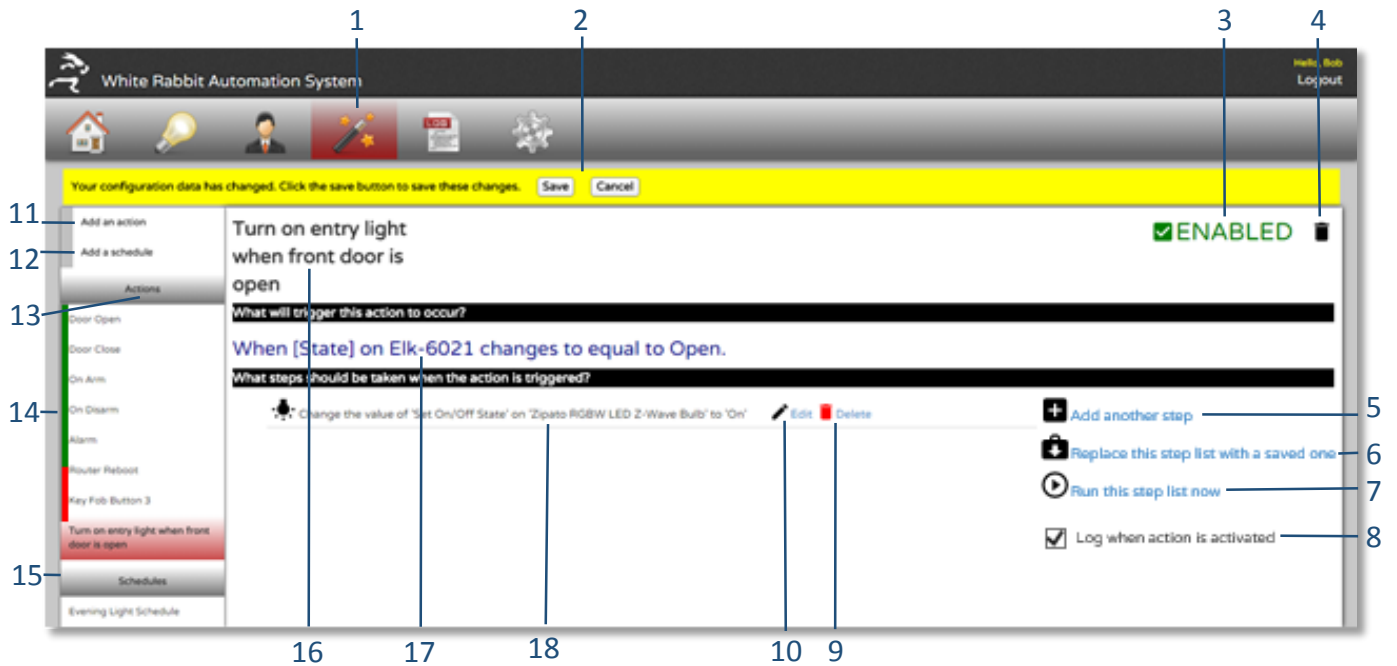 1 2 3 4
White Rabbit Automation System
Hello, Bob
Logout
LOG
Your configuration data has changed. Click the save button to save these changes. Save Cancel
11 Add an action
12 Add a schedule
13 Actions
Door Open
Door Close
On Arm
14 On Disarm
Alarm
Router Reboot
Key Fob Button 3
Turn on entry light when front
door is open
15 Schedules
Evening Light Schedule
Turn on entry light
when front door is
open
ENABLED
What will trigger this action to occur?
When [State] on Elk-6021 changes to equal to Open.
What steps should be taken when the action is triggered?
Change the value of 'Set On/Off State' on 'Zipato RGBW LED Z-Wave Bulb' to 'On' Edit Delete
Add another step 5
Replace this step list with a saved one 6
Run this step list now 7
Log when action is activated 8
16 17 18 10 9